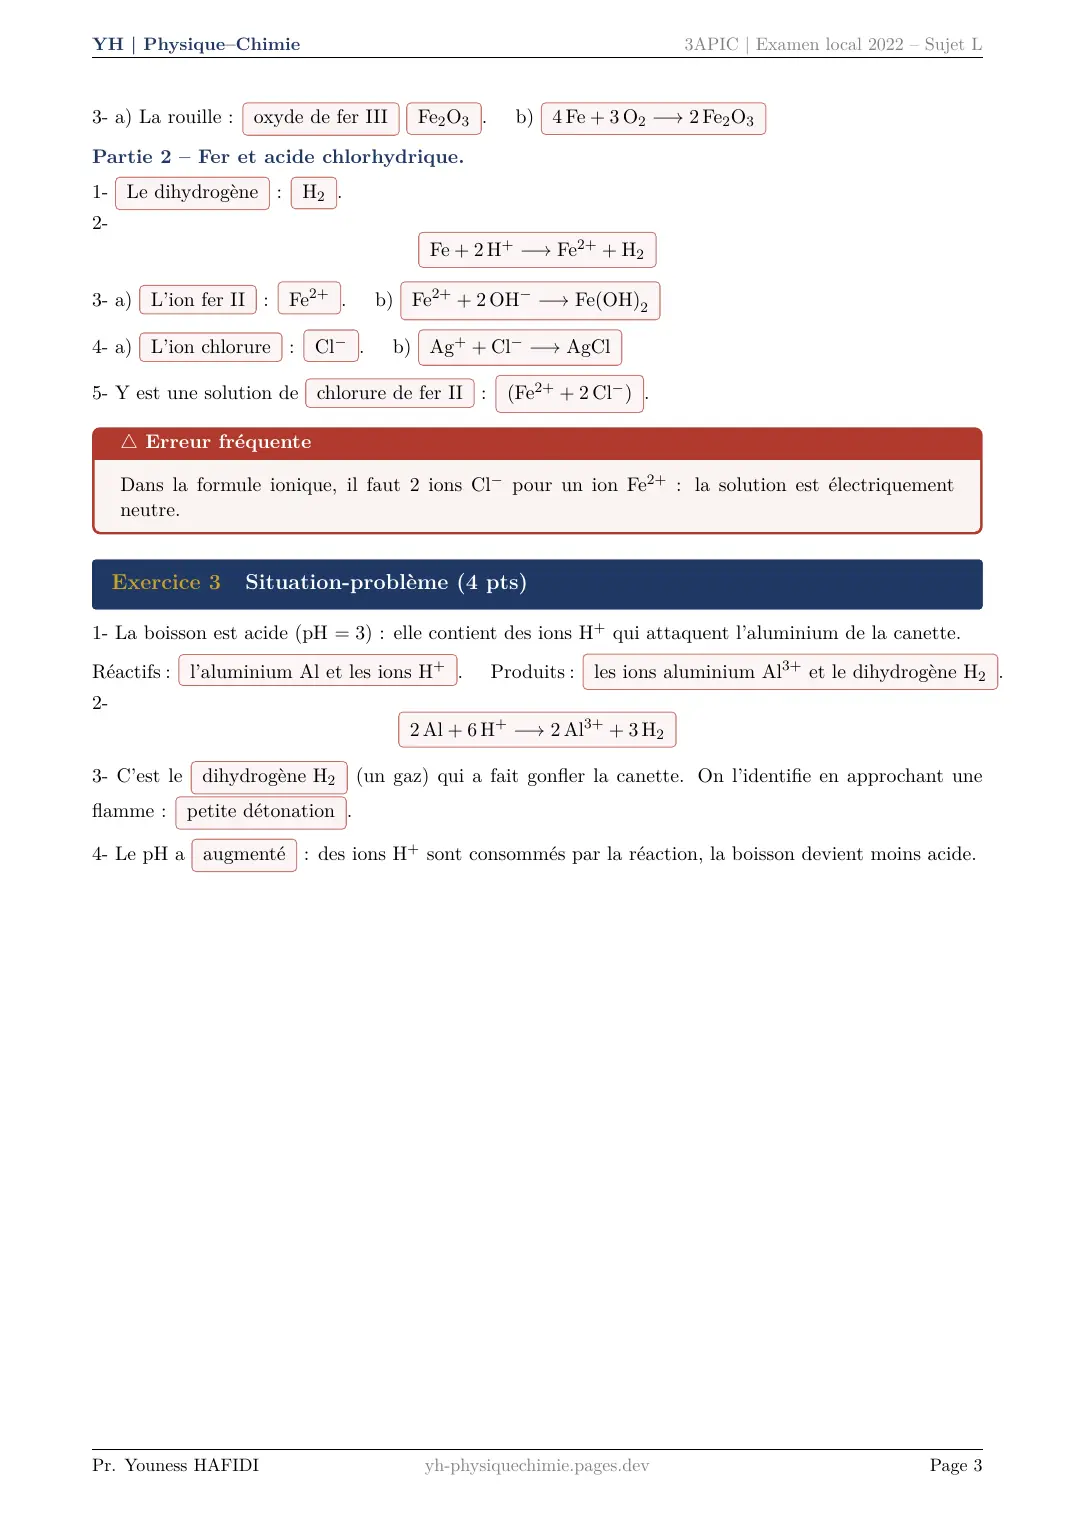 YH | Physique–Chimie 3APIC | Examen local 2022 – Sujet L
3- a) La rouille : oxyde de fer III Fe₂O₃. b) 4 Fe + 3 O₂ ⟶ 2 Fe₂O₃
Partie 2 – Fer et acide chlorhydrique.
1- Le dihydrogène : H₂.
2-
Fe + 2 H⁺ ⟶ Fe²⁺ + H₂
3- a) L'ion fer II : Fe²⁺. b) Fe²⁺ + 2 OH⁻ ⟶ Fe(OH)₂
4- a) L'ion chlorure : Cl⁻. b) Ag⁺ + Cl⁻ ⟶ AgCl
5- Y est une solution de chlorure de fer II : (Fe²⁺ + 2 Cl⁻).
△ Erreur fréquente
Dans la formule ionique, il faut 2 ions Cl⁻ pour un ion Fe²⁺ : la solution est électriquement
neutre.
Exercice 3 Situation-problème (4 pts)
1- La boisson est acide (pH = 3) : elle contient des ions H⁺ qui attaquent l'aluminium de la canette.
Réactifs : l'aluminium Al et les ions H⁺. Produits : les ions aluminium Al³⁺ et le dihydrogène H₂.
2-
2 Al + 6 H⁺ ⟶ 2 Al³⁺ + 3 H₂
3- C'est le dihydrogène H₂ (un gaz) qui a fait gonfler la canette. On l'identifie en approchant une
flamme : petite détonation.
4- Le pH a augmenté : des ions H⁺ sont consommés par la réaction, la boisson devient moins acide.
Pr. Youness HAFIDI yh-physiquechimie.pages.dev Page 3